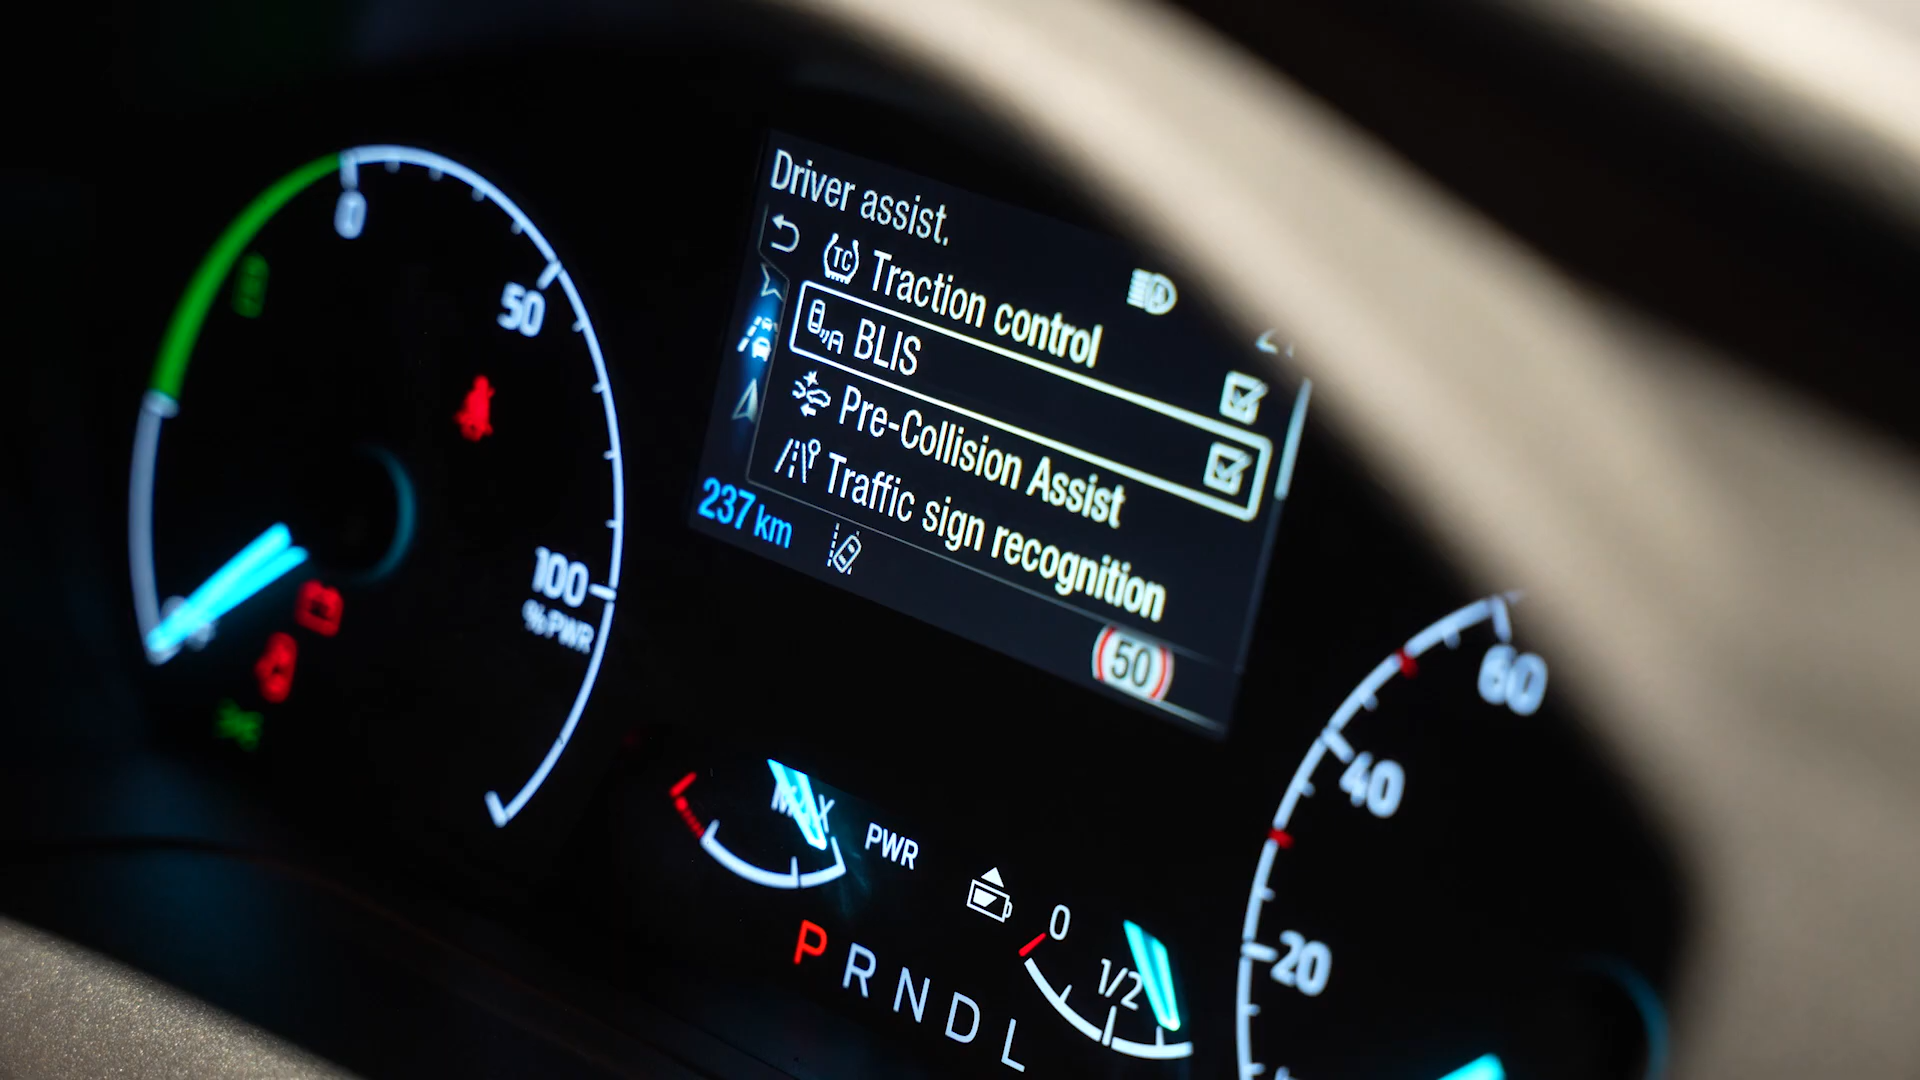 Driver assist.
TC Traction control
A BLIS
Pre-Collision Assist
Traffic sign recognition
237 km
50
0
50
100
% PWR
MAX
PWR
P R N D L
0
1/2
60
40
20